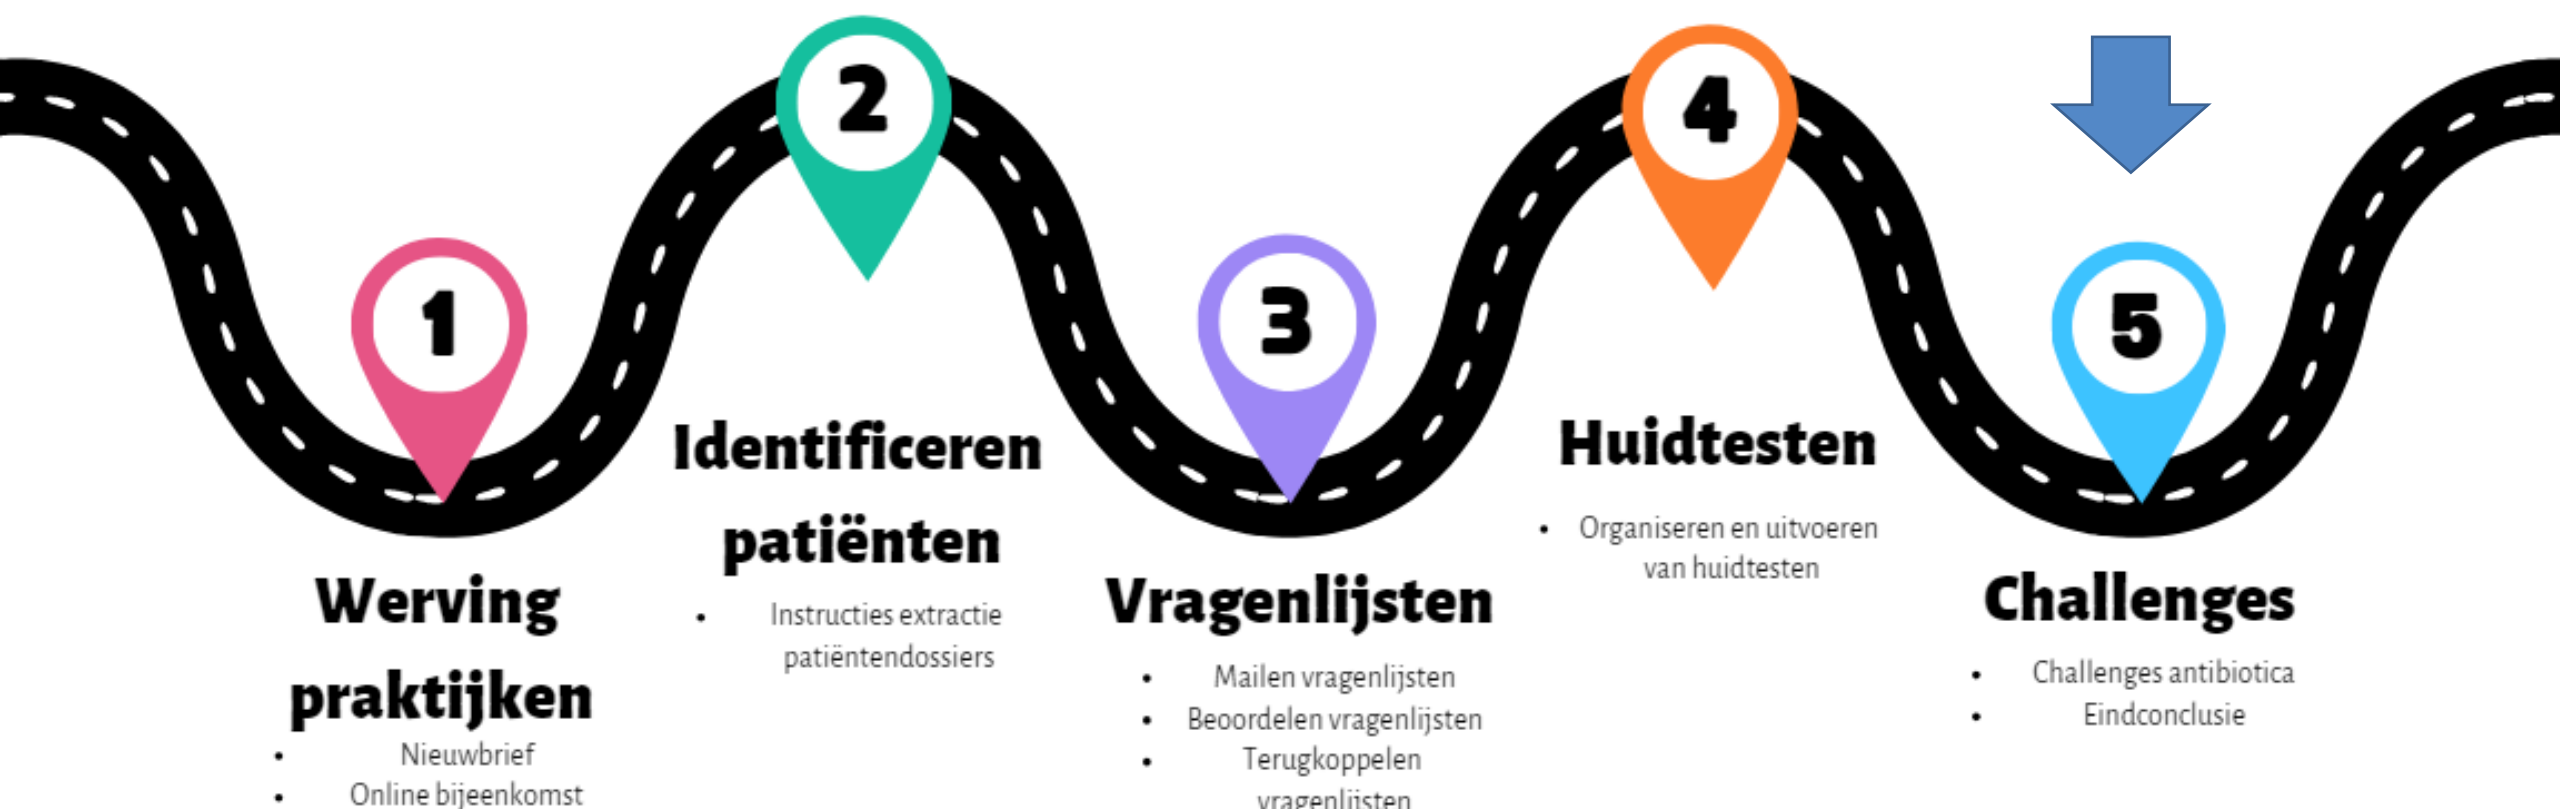 1
Werving
praktijken
• Nieuwbrief
• Online bijeenkomst
2
Identificeren
patiënten
• Instructies extractie
patiëntendossiers
3
Vragenlijsten
• Mailen vragenlijsten
• Beoordelen vragenlijsten
• Terugkoppelen
vragenlijsten
4
Huidtesten
• Organiseren en uitvoeren
van huidtesten
5
Challenges
• Challenges antibiotica
• Eindconclusie